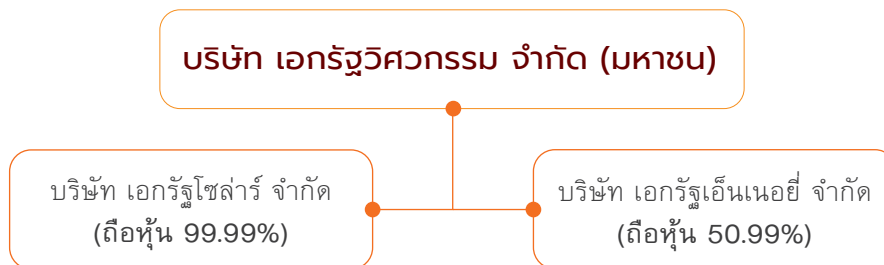 บริษัท เอกรัฐวิศวกรรม จำกัด (มหาชน)
บริษัท เอกรัฐโซล่าร์ จำกัด
(ถือหุ้น 99.99%)
บริษัท เอกรัฐเอ็นเนอยี่ จำกัด
(ถือหุ้น 50.99%)